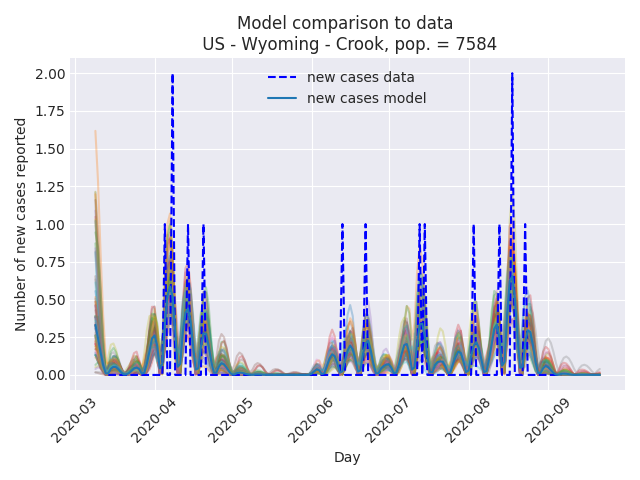 Model comparison to data
US - Wyoming - Crook, pop. = 7584
new cases data
new cases model
Number of new cases reported
2.00
1.75
1.50
1.25
1.00
0.75
0.50
0.25
0.00
2020-03
2020-04
2020-05
2020-06
2020-07
2020-08
2020-09
Day